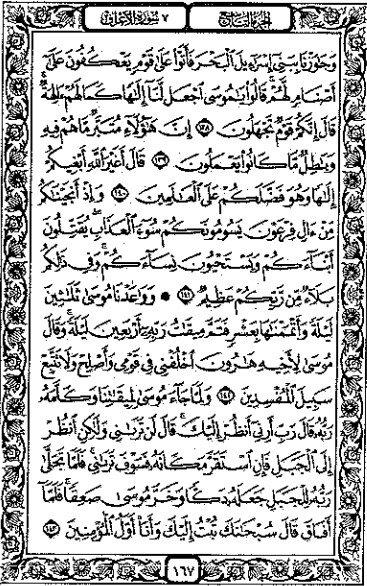 الجزء التاسع ٧ سورة الأعراف
وَجَٰوَزْنَا بِبَنِىٓ إِسْرَٰٓءِيلَ ٱلْبَحْرَ فَأَتَوْا۟ عَلَىٰ قَوْمٍ يَعْكُفُونَ عَلَىٰٓ
أَصْنَامٍ لَّهُمْ ۚ قَالُوا۟ يَٰمُوسَى ٱجْعَل لَّنَآ إِلَٰهًا كَمَا لَهُمْ ءَالِهَةٌ ۚ
قَالَ إِنَّكُمْ قَوْمٌ تَجْهَلُونَ ١٣٨ إِنَّ هَٰٓؤُلَآءِ مُتَبَّرٌ مَّا هُمْ فِيهِ
وَبَٰطِلٌ مَّا كَانُوا۟ يَعْمَلُونَ ١٣٩ قَالَ أَغَيْرَ ٱللَّهِ أَبْغِيكُمْ
إِلَٰهًا وَهُوَ فَضَّلَكُمْ عَلَى ٱلْعَٰلَمِينَ ١٤٠ وَإِذْ أَنجَيْنَٰكُم
مِّنْ ءَالِ فِرْعَوْنَ يَسُومُونَكُمْ سُوٓءَ ٱلْعَذَابِ ۖ يُقَتِّلُونَ
أَبْنَآءَكُمْ وَيَسْتَحْيُونَ نِسَآءَكُمْ ۚ وَفِى ذَٰلِكُم
بَلَآءٌ مِّن رَّبِّكُمْ عَظِيمٌ ١٤١ ۞ وَوَٰعَدْنَا مُوسَىٰ ثَلَٰثِينَ
لَيْلَةً وَأَتْمَمْنَٰهَا بِعَشْرٍ فَتَمَّ مِيقَٰتُ رَبِّهِۦٓ أَرْبَعِينَ لَيْلَةً ۚ وَقَالَ
مُوسَىٰ لِأَخِيهِ هَٰرُونَ ٱخْلُفْنِى فِى قَوْمِى وَأَصْلِحْ وَلَا تَتَّبِعْ
سَبِيلَ ٱلْمُفْسِدِينَ ١٤٢ وَلَمَّا جَآءَ مُوسَىٰ لِمِيقَٰتِنَا وَكَلَّمَهُۥ
رَبُّهُۥ قَالَ رَبِّ أَرِنِىٓ أَنظُرْ إِلَيْكَ ۚ قَالَ لَن تَرَىٰنِى وَلَٰكِنِ ٱنظُرْ
إِلَى ٱلْجَبَلِ فَإِنِ ٱسْتَقَرَّ مَكَانَهُۥ فَسَوْفَ تَرَىٰنِى ۚ فَلَمَّا تَجَلَّىٰ
رَبُّهُۥ لِلْجَبَلِ جَعَلَهُۥ دَكًّا وَخَرَّ مُوسَىٰ صَعِقًا ۚ فَلَمَّآ
أَفَاقَ قَالَ سُبْحَٰنَكَ تُبْتُ إِلَيْكَ وَأَنَا۠ أَوَّلُ ٱلْمُؤْمِنِينَ ١٤٣
١٦٧